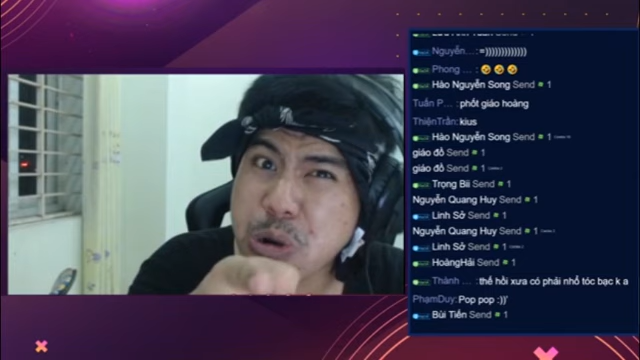 Nguyễn… :=)))))))))))))
Phong … :🤣🤣🤣
Hào Nguyễn Song Send 1
Tuấn P… :phốt giáo hoàng
ThiệnTrần: kius
Hào Nguyễn Song Send 1
giáo đồ Send 1
giáo đồ Send 1
Trọng Bii Send 1
Nguyễn Quang Huy Send 1
Linh Sở Send 1
Nguyễn Quang Huy Send 1
Linh Sở Send 1
HoàngHải Send 1
Thành … : thế hồi xưa có phải nhổ tóc bạc k a
PhạmDuy: Pop pop :))'
Bùi Tiến Send 1